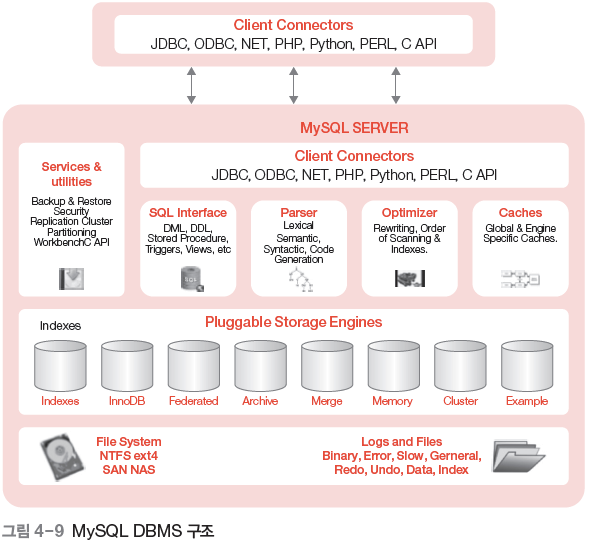 Client Connectors
JDBC, ODBC, NET, PHP, Python, PERL, C API
MySQL SERVER
Services &
utilities
Backup & Restore
Security
Replication Cluster
Partitioning
WorkbenchC API
Client Connectors
JDBC, ODBC, NET, PHP, Python, PERL, C API
SQL Interface
DML, DDL,
Stored Procedure,
Triggers, Views, etc
SQL
Parser
Lexical
Semantic,
Syntactic, Code
Generation
Optimizer
Rewriting, Order
of Scanning &
Indexes.
Caches
Global & Engine
Specific Caches.
Pluggable Storage Engines
Indexes
Indexes
InnoDB
Federated
Archive
Merge
Memory
Cluster
Example
File System
NTFS ext4
SAN NAS
Logs and Files
Binary, Error, Slow, Gerneral,
Redo, Undo, Data, Index
그림 4-9 MySQL DBMS 구조